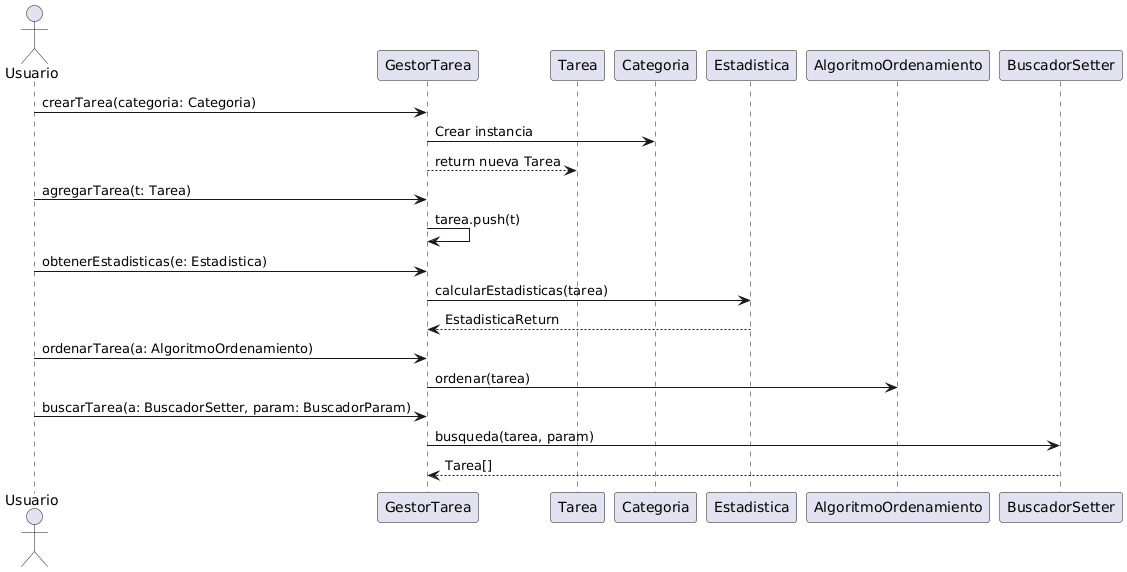 Usuario
GestorTarea
Tarea
Categoria
Estadistica
AlgoritmoOrdenamiento
BuscadorSetter
crearTarea(categoria: Categoria)
Crear instancia
return nueva Tarea
agregarTarea(t: Tarea)
tarea.push(t)
obtenerEstadisticas(e: Estadistica)
calcularEstadisticas(tarea)
EstadisticaReturn
ordenarTarea(a: AlgoritmoOrdenamiento)
ordenar(tarea)
buscarTarea(a: BuscadorSetter, param: BuscadorParam)
busqueda(tarea, param)
Tarea[]
Usuario
GestorTarea
Tarea
Categoria
Estadistica
AlgoritmoOrdenamiento
BuscadorSetter